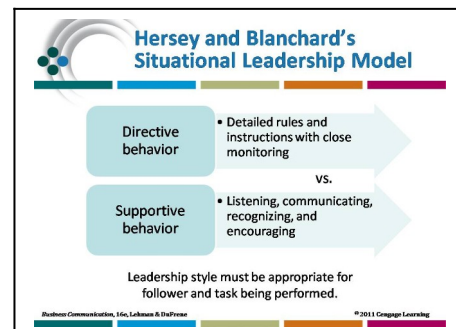 Hersey and Blanchard's
Situational Leadership Model
Directive
behavior
• Detailed rules and
instructions with close
monitoring
vs.
Supportive
behavior
• Listening, communicating,
recognizing, and
encouraging
Leadership style must be appropriate for
follower and task being performed.
Business Communication, 16e, Lehman & DuFrene
©2011 Cengage Learning